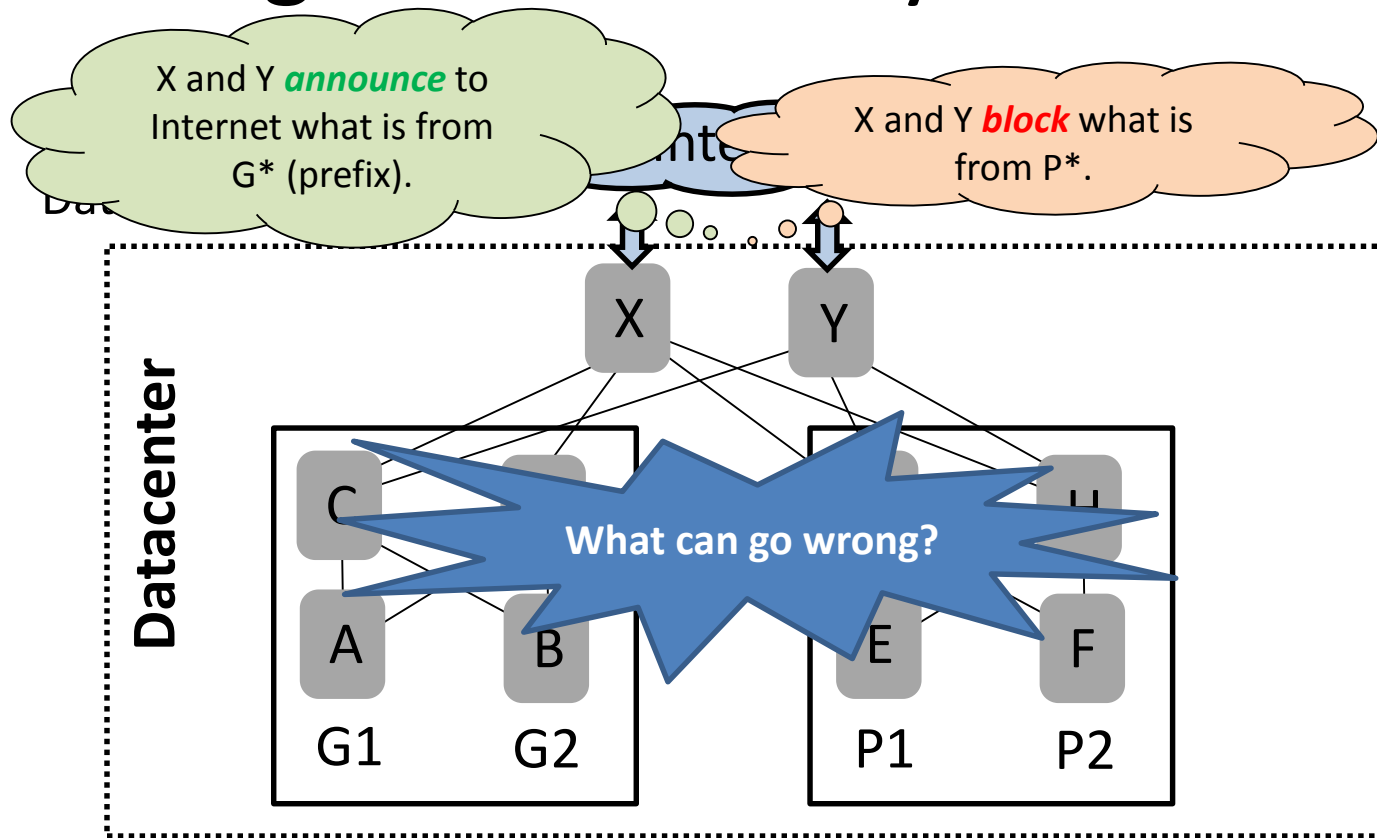 X and Y announce to
Internet what is from
G* (prefix).
X and Y block what is
from P*.
X
Y
Datacenter
C
H
What can go wrong?
A
B
E
F
G1
G2
P1
P2